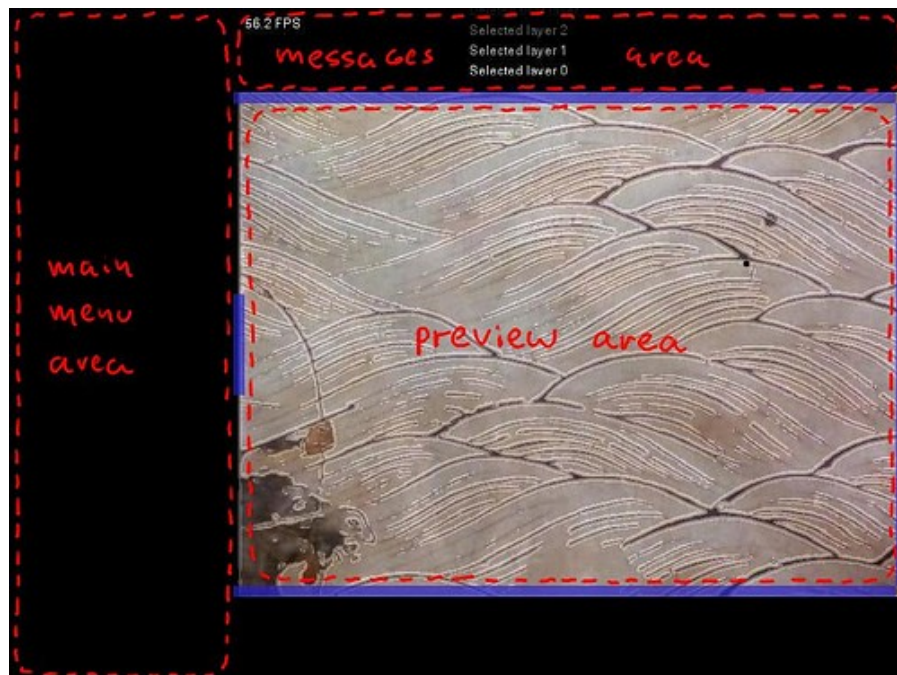 56.2 FPS
Selected layer 2
messages area
Selected layer 1
Selected layer 0
main
menu
area
preview area